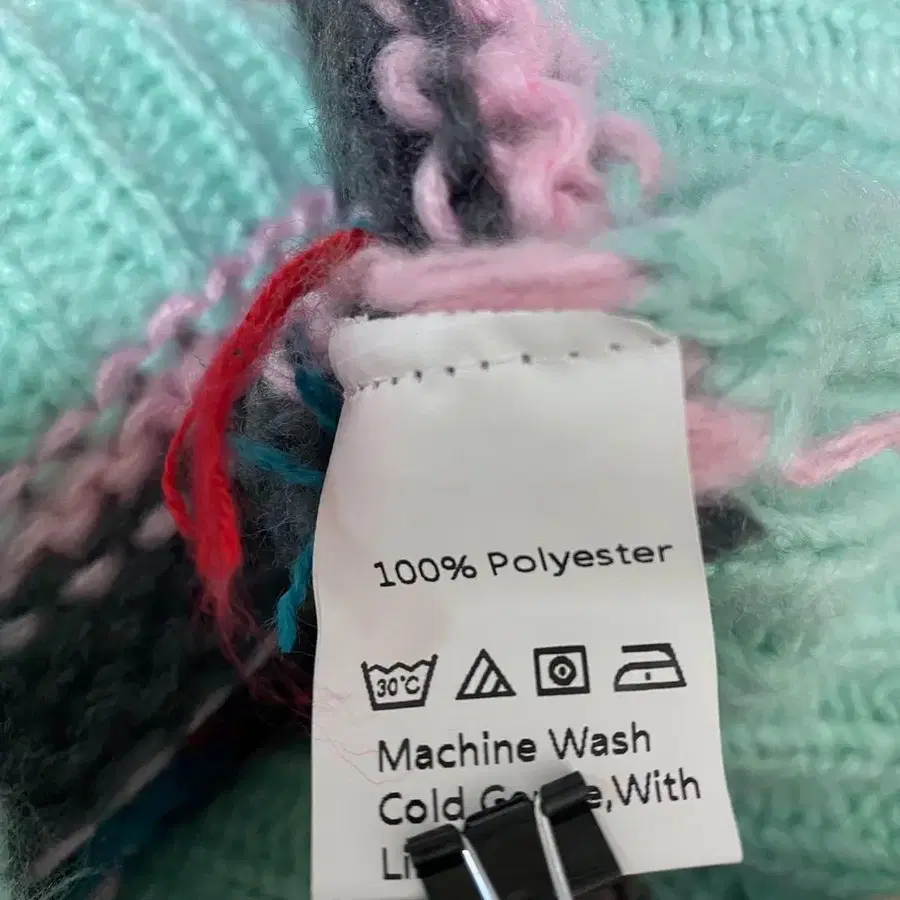 100% Polyester
30°C
Machine Wash
Cold ,With